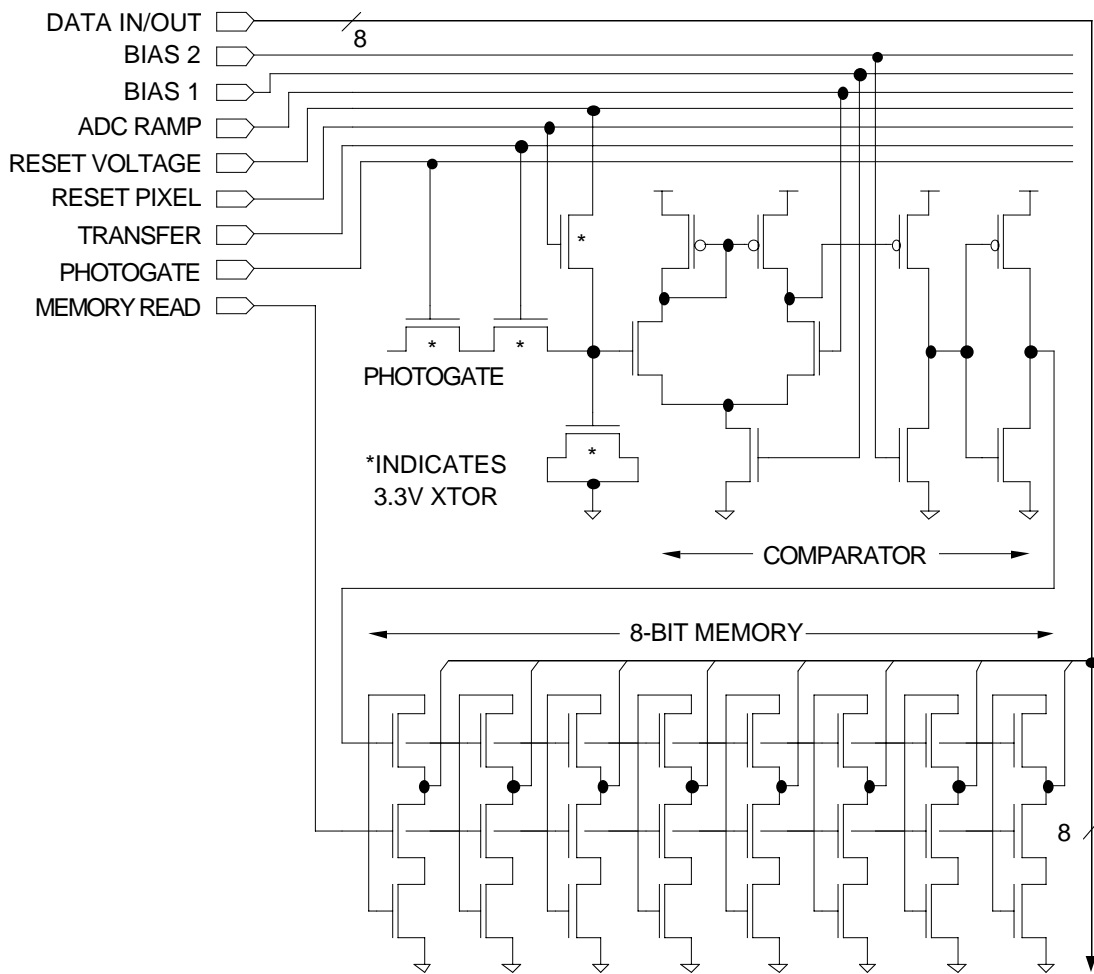 DATA IN/OUT
8
BIAS 2
BIAS 1
ADC RAMP
RESET VOLTAGE
RESET PIXEL
TRANSFER
PHOTOGATE
MEMORY READ
*
*
*
PHOTOGATE
*
*INDICATES
3.3V XTOR
COMPARATOR
8-BIT MEMORY
8